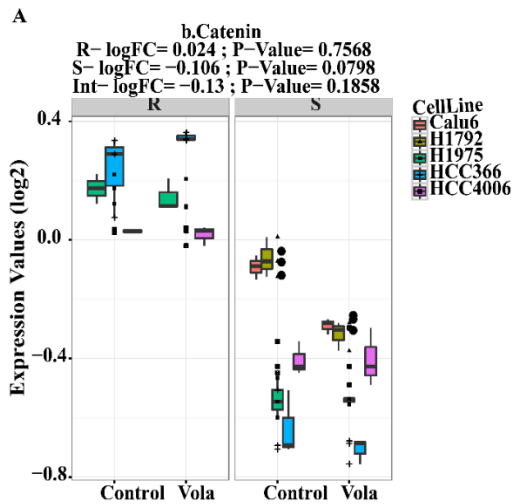 A
b.Catenin
R− logFC= 0.024 ; P−Value= 0.7568
S− logFC= −0.106 ; P−Value= 0.0798
Int− logFC= −0.13 ; P−Value= 0.1858
R
S
CellLine
Calu6
H1792
H1975
HCC366
HCC4006
Expression Values (log2)
0.4
0.0
−0.4
−0.8
Control Vola
Control Vola